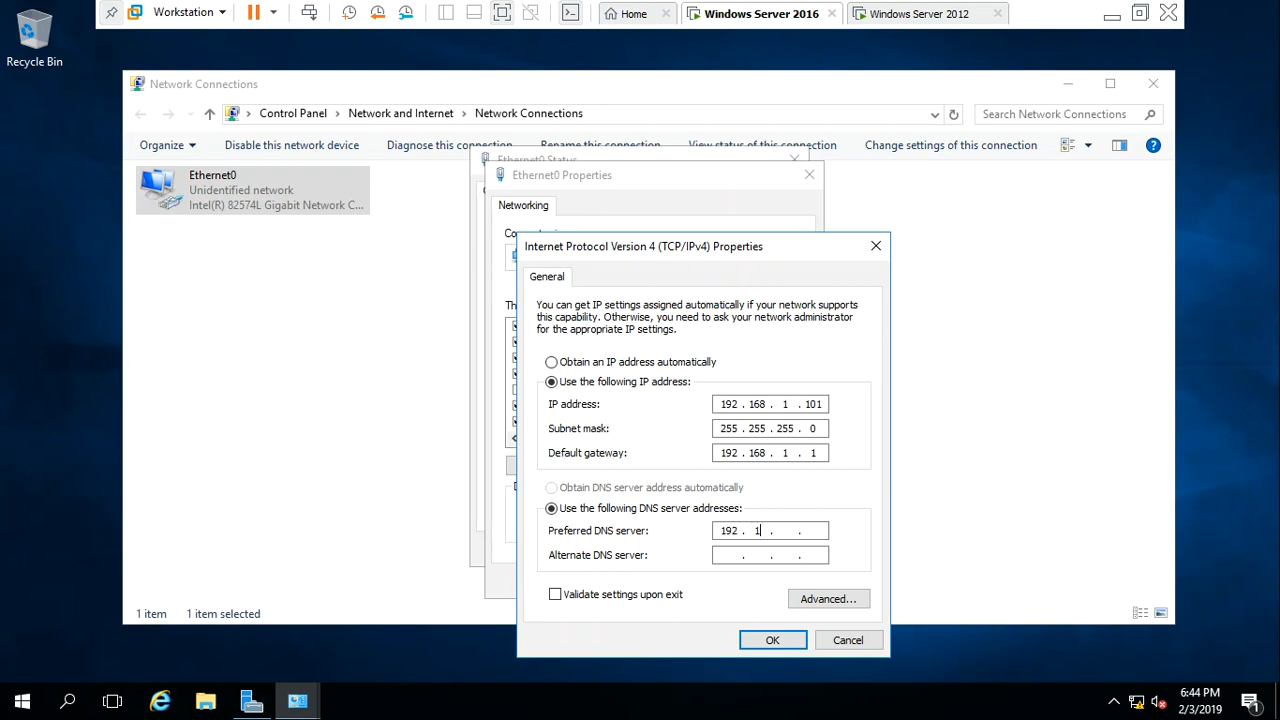 Workstation
Home
Windows Server 2016
Windows Server 2012
Recycle Bin
Network Connections
Control Panel
Network and Internet
Network Connections
Search Network Connections
Organize
Disable this network device
Diagnose this connection
Rename this connection
View status of this connection
Change settings of this connection
Ethernet0
Unidentified network
Intel(R) 82574L Gigabit Network C...
Ethernet0 Status
Ethernet0 Properties
Networking
Internet Protocol Version 4 (TCP/IPv4) Properties
General
You can get IP settings assigned automatically if your network supports
this capability. Otherwise, you need to ask your network administrator
for the appropriate IP settings.
Obtain an IP address automatically
Use the following IP address:
IP address: 192 . 168 . 1 . 101
Subnet mask: 255 . 255 . 255 . 0
Default gateway: 192 . 168 . 1 . 1
Obtain DNS server address automatically
Use the following DNS server addresses:
Preferred DNS server: 192 . 1 . .
Alternate DNS server: . . .
Validate settings upon exit
Advanced...
OK
Cancel
1 item
1 item selected
6:44 PM
2/3/2019
1